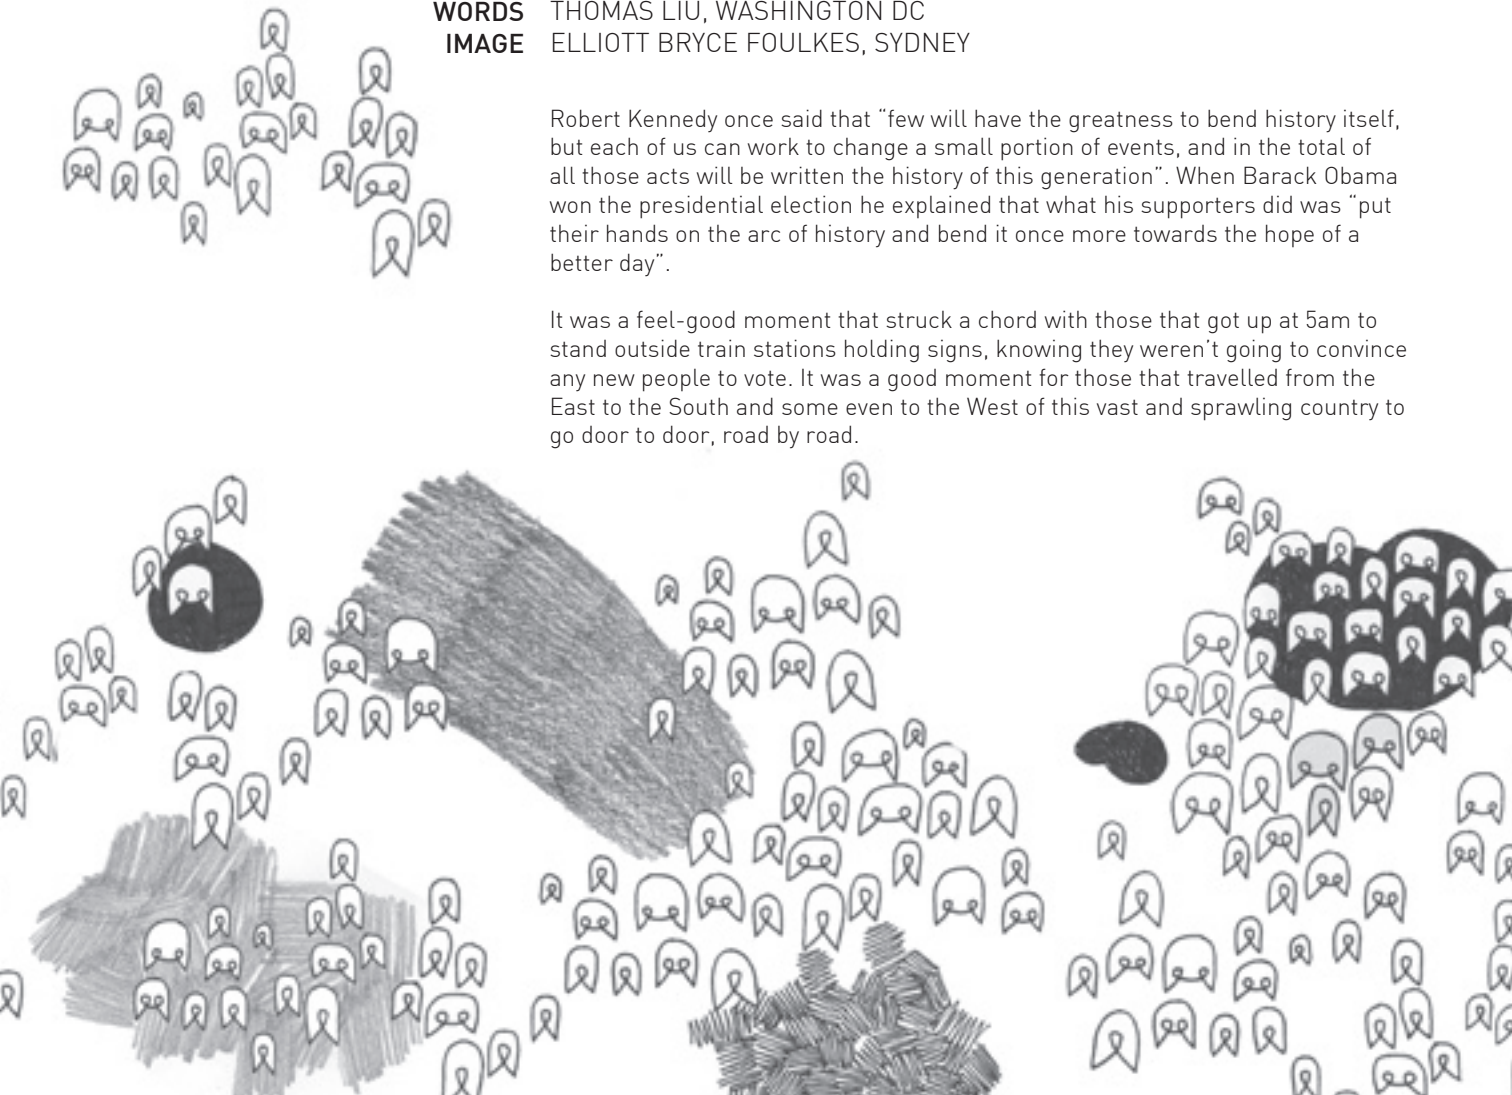 WORDS THOMAS LIU, WASHINGTON DC
IMAGE ELLIOTT BRYCE FOULKES, SYDNEY
Robert Kennedy once said that “few will have the greatness to bend history itself,
but each of us can work to change a small portion of events, and in the total of
all those acts will be written the history of this generation”. When Barack Obama
won the presidential election he explained that what his supporters did was “put
their hands on the arc of history and bend it once more towards the hope of a
better day”.
It was a feel-good moment that struck a chord with those that got up at 5am to
stand outside train stations holding signs, knowing they weren’t going to convince
any new people to vote. It was a good moment for those that travelled from the
East to the South and some even to the West of this vast and sprawling country to
go door to door, road by road.